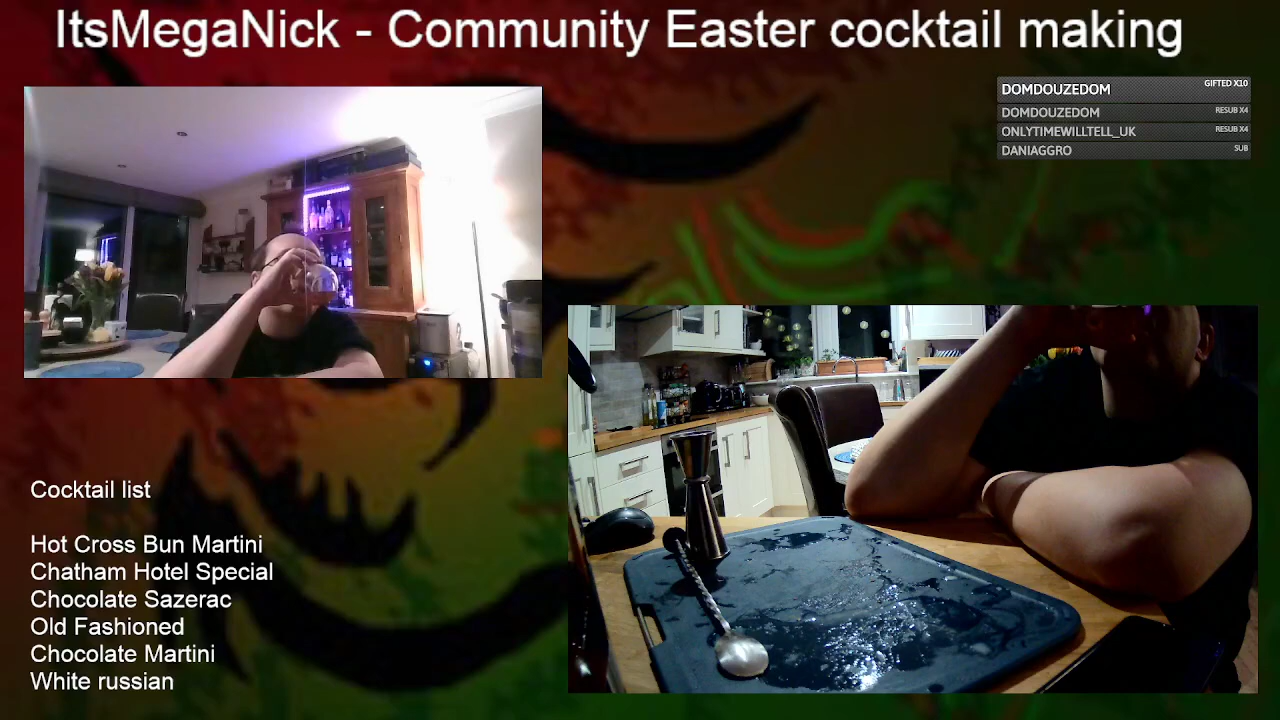 ItsMegaNick - Community Easter cocktail making
DOMDOUZEDOM GIFTED X10
DOMDOUZEDOM RESUB X4
ONLYTIMEWILLTELL_UK RESUB X4
DANIAGGRO SUB
Cocktail list
Hot Cross Bun Martini
Chatham Hotel Special
Chocolate Sazerac
Old Fashioned
Chocolate Martini
White russian